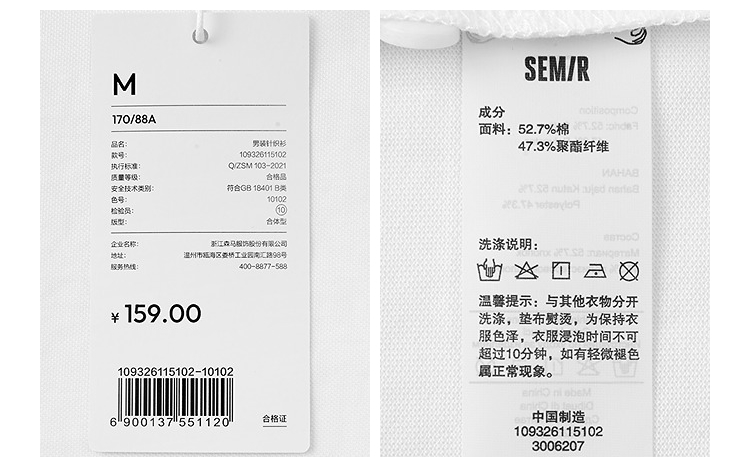 M
170/88A
品名: 男装针织衫
款号: 109326115102
执行标准: Q/ZSM 103-2021
质量等级: 合格品
安全技术类别: 符合GB 18401 B类
色号: 10102
检验员: 10
版型: 合体型
企业名称: 浙江森马服饰股份有限公司
地址: 温州市瓯海区娄桥工业园南汇路98号
服务热线: 400-8877-588
¥ 159.00
109326115102-10102
6 900137 551120
合格证
SEMIR
成分
面料: 52.7%棉
47.3%聚酯纤维
洗涤说明:
温馨提示: 与其他衣物分开
洗涤，垫布熨烫，为保持衣
服色泽，衣服浸泡时间不可
超过10分钟，如有轻微褪色
属正常现象。
中国制造
109326115102
3006207